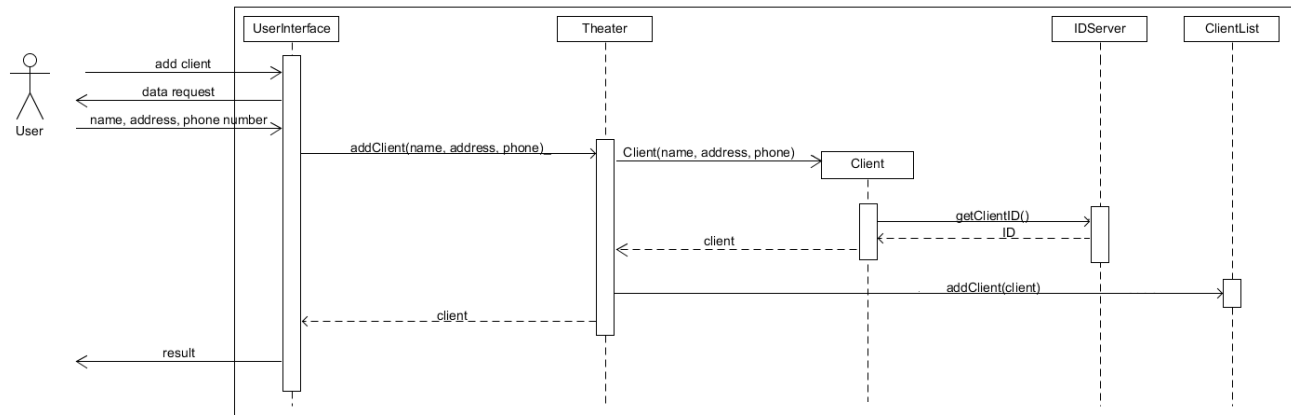 UserInterface
Theater
IDServer
ClientList
add client
data request
User
name, address, phone number
addClient(name, address, phone)_
Client(name, address, phone)
Client
getClientID()
ID
client
addClient(client)
client
result